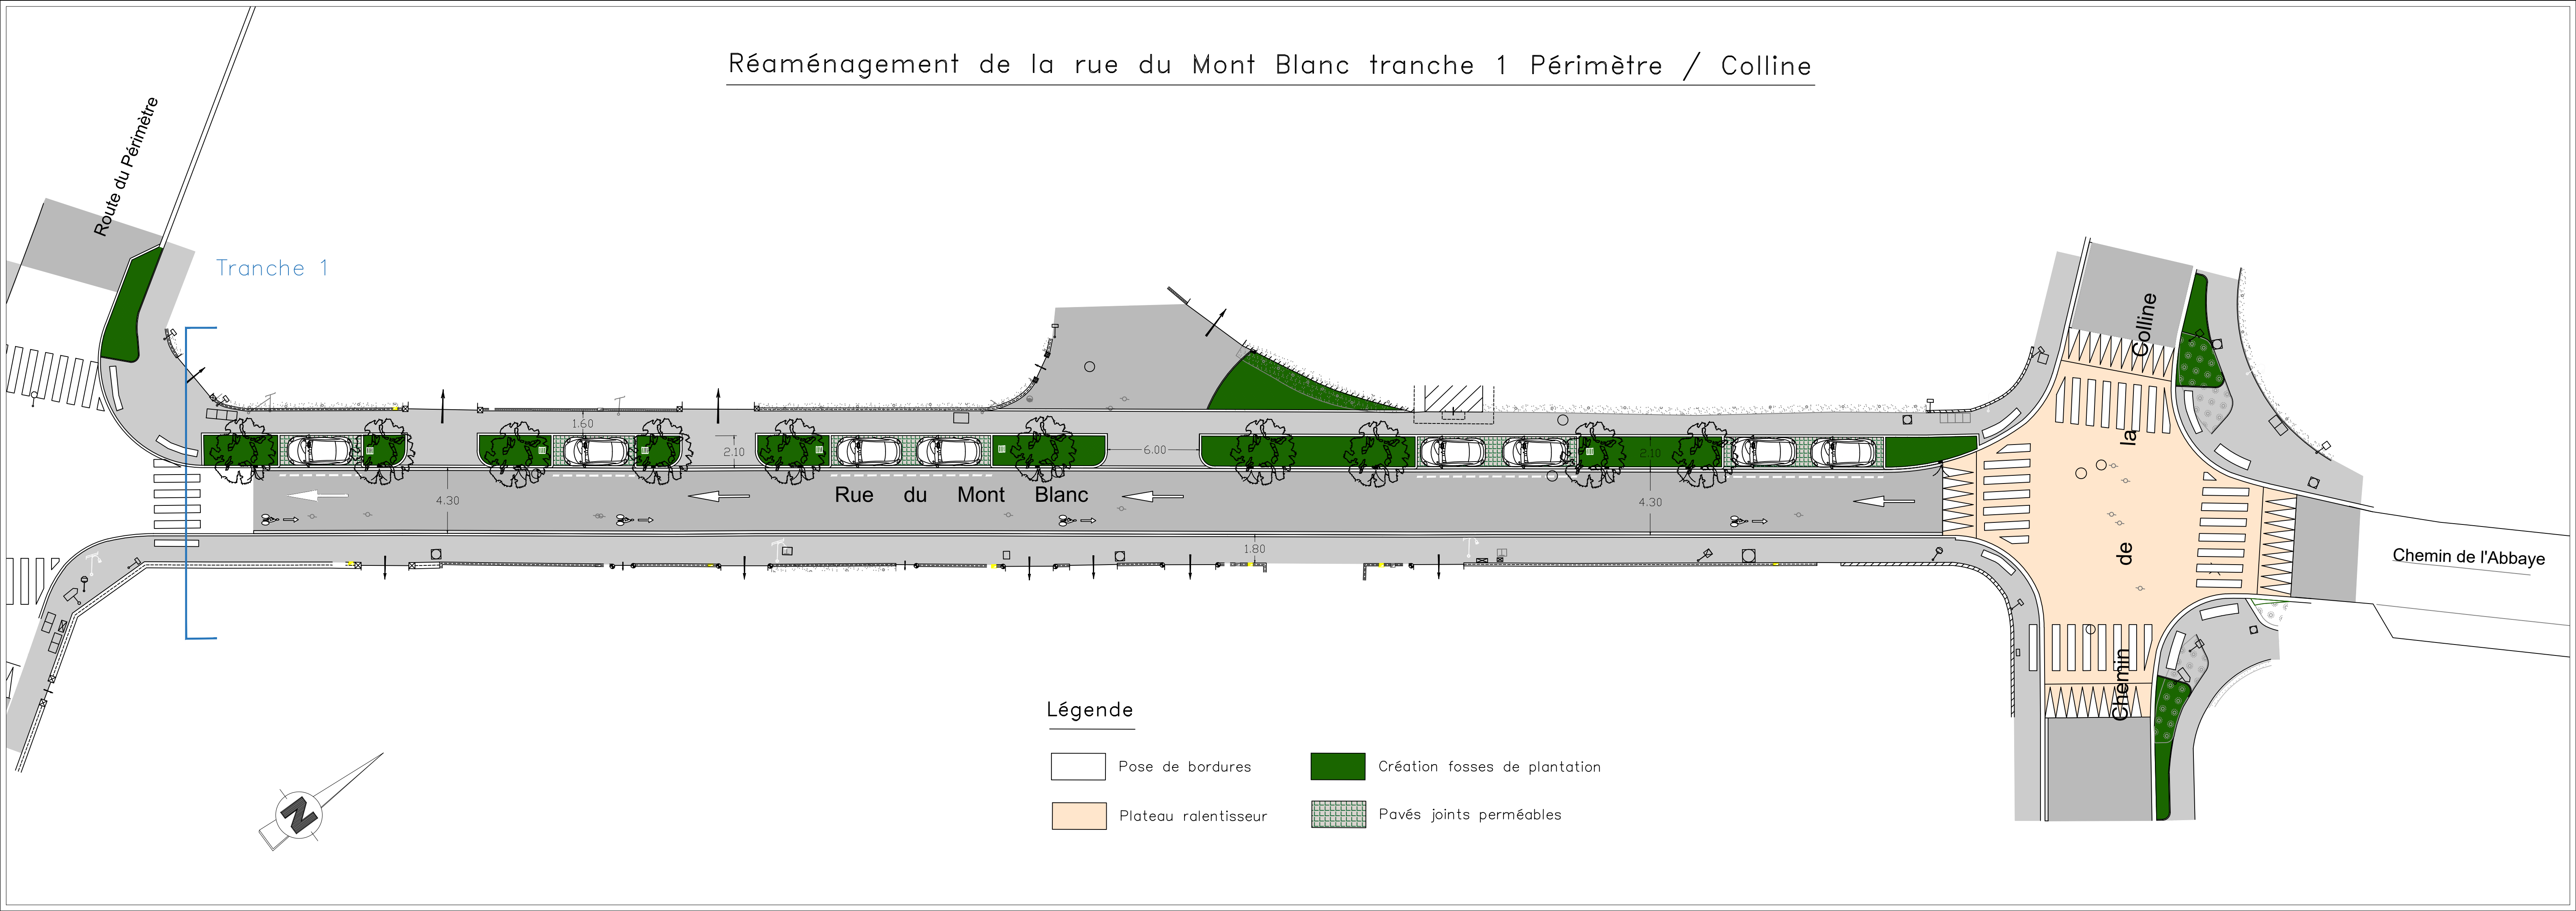 Réaménagement de la rue du Mont Blanc tranche 1 Périmètre / Colline
Route du Périmètre
Tranche 1
1.60
2.10
6.00
2.10
4.30
Rue du Mont Blanc
4.30
1.80
Chemin de la Colline
Chemin de l'Abbaye
Légende
Pose de bordures
Création fosses de plantation
Plateau ralentisseur
Pavés joints perméables
N